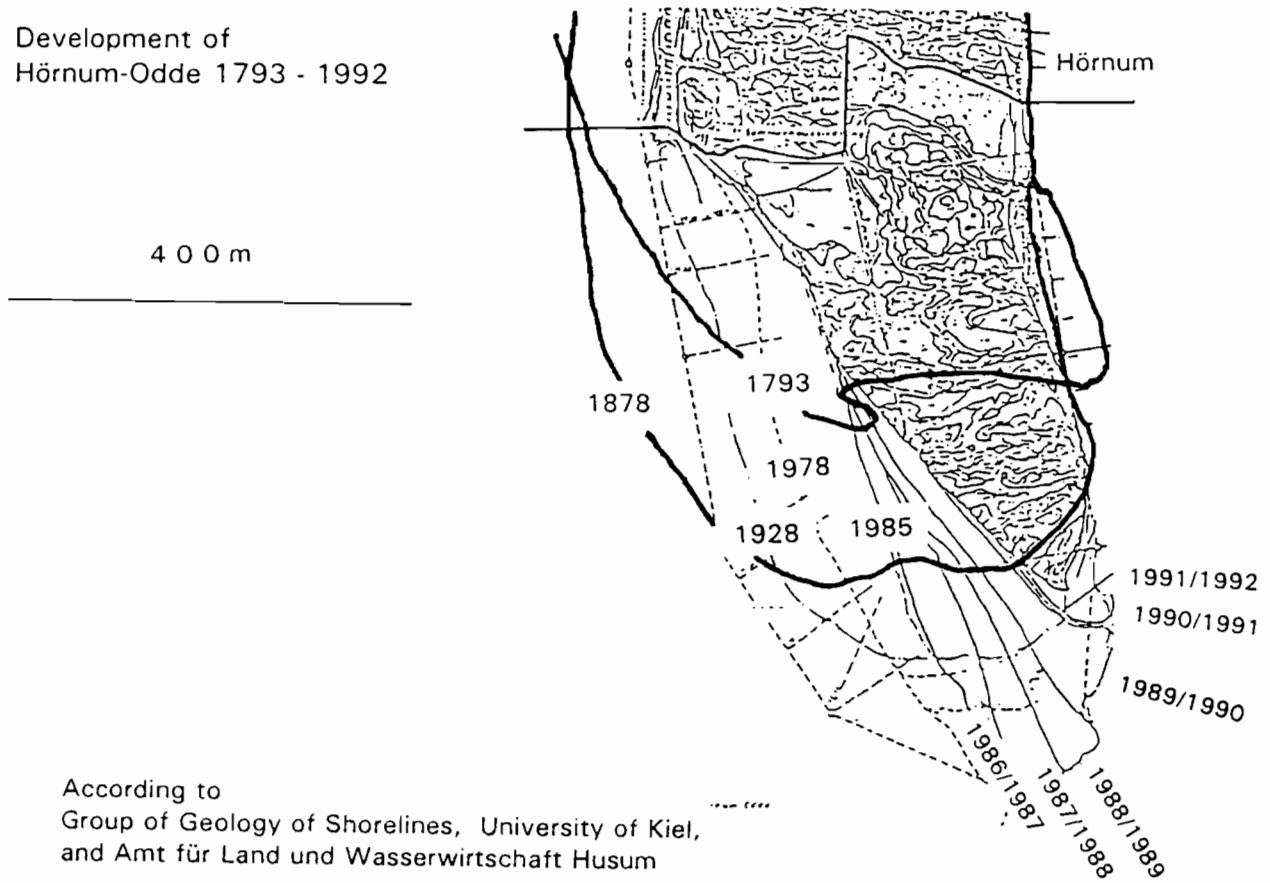 Development of
Hörnum-Odde 1793 - 1992
Hörnum
400m
1793
1878
1978
1928
1985
1991/1992
1990/1991
1989/1990
1986/1987
1987/1988
1988/1989
According to
Group of Geology of Shorelines, University of Kiel,
and Amt für Land und Wasserwirtschaft Husum